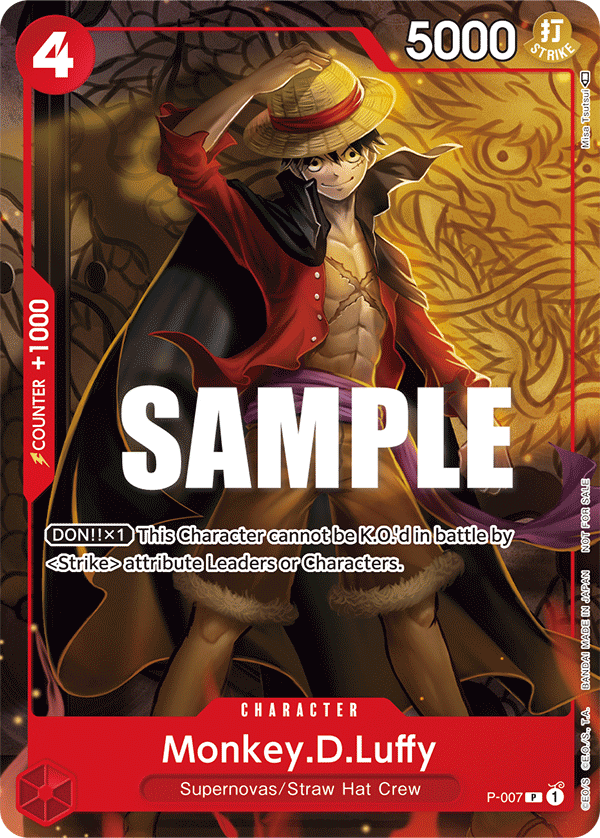 4
5000
打
STRIKE
Misa Tsutsui
COUNTER +1000
SAMPLE
DON!!×1 This Character cannot be K.O.'d in battle by
<Strike> attribute Leaders or Characters.
©EO/S ©E.O./S., T.A. BANDAI MADE IN JAPAN NOT FOR SALE
CHARACTER
Monkey.D.Luffy
Supernovas/Straw Hat Crew
P-007 P 1